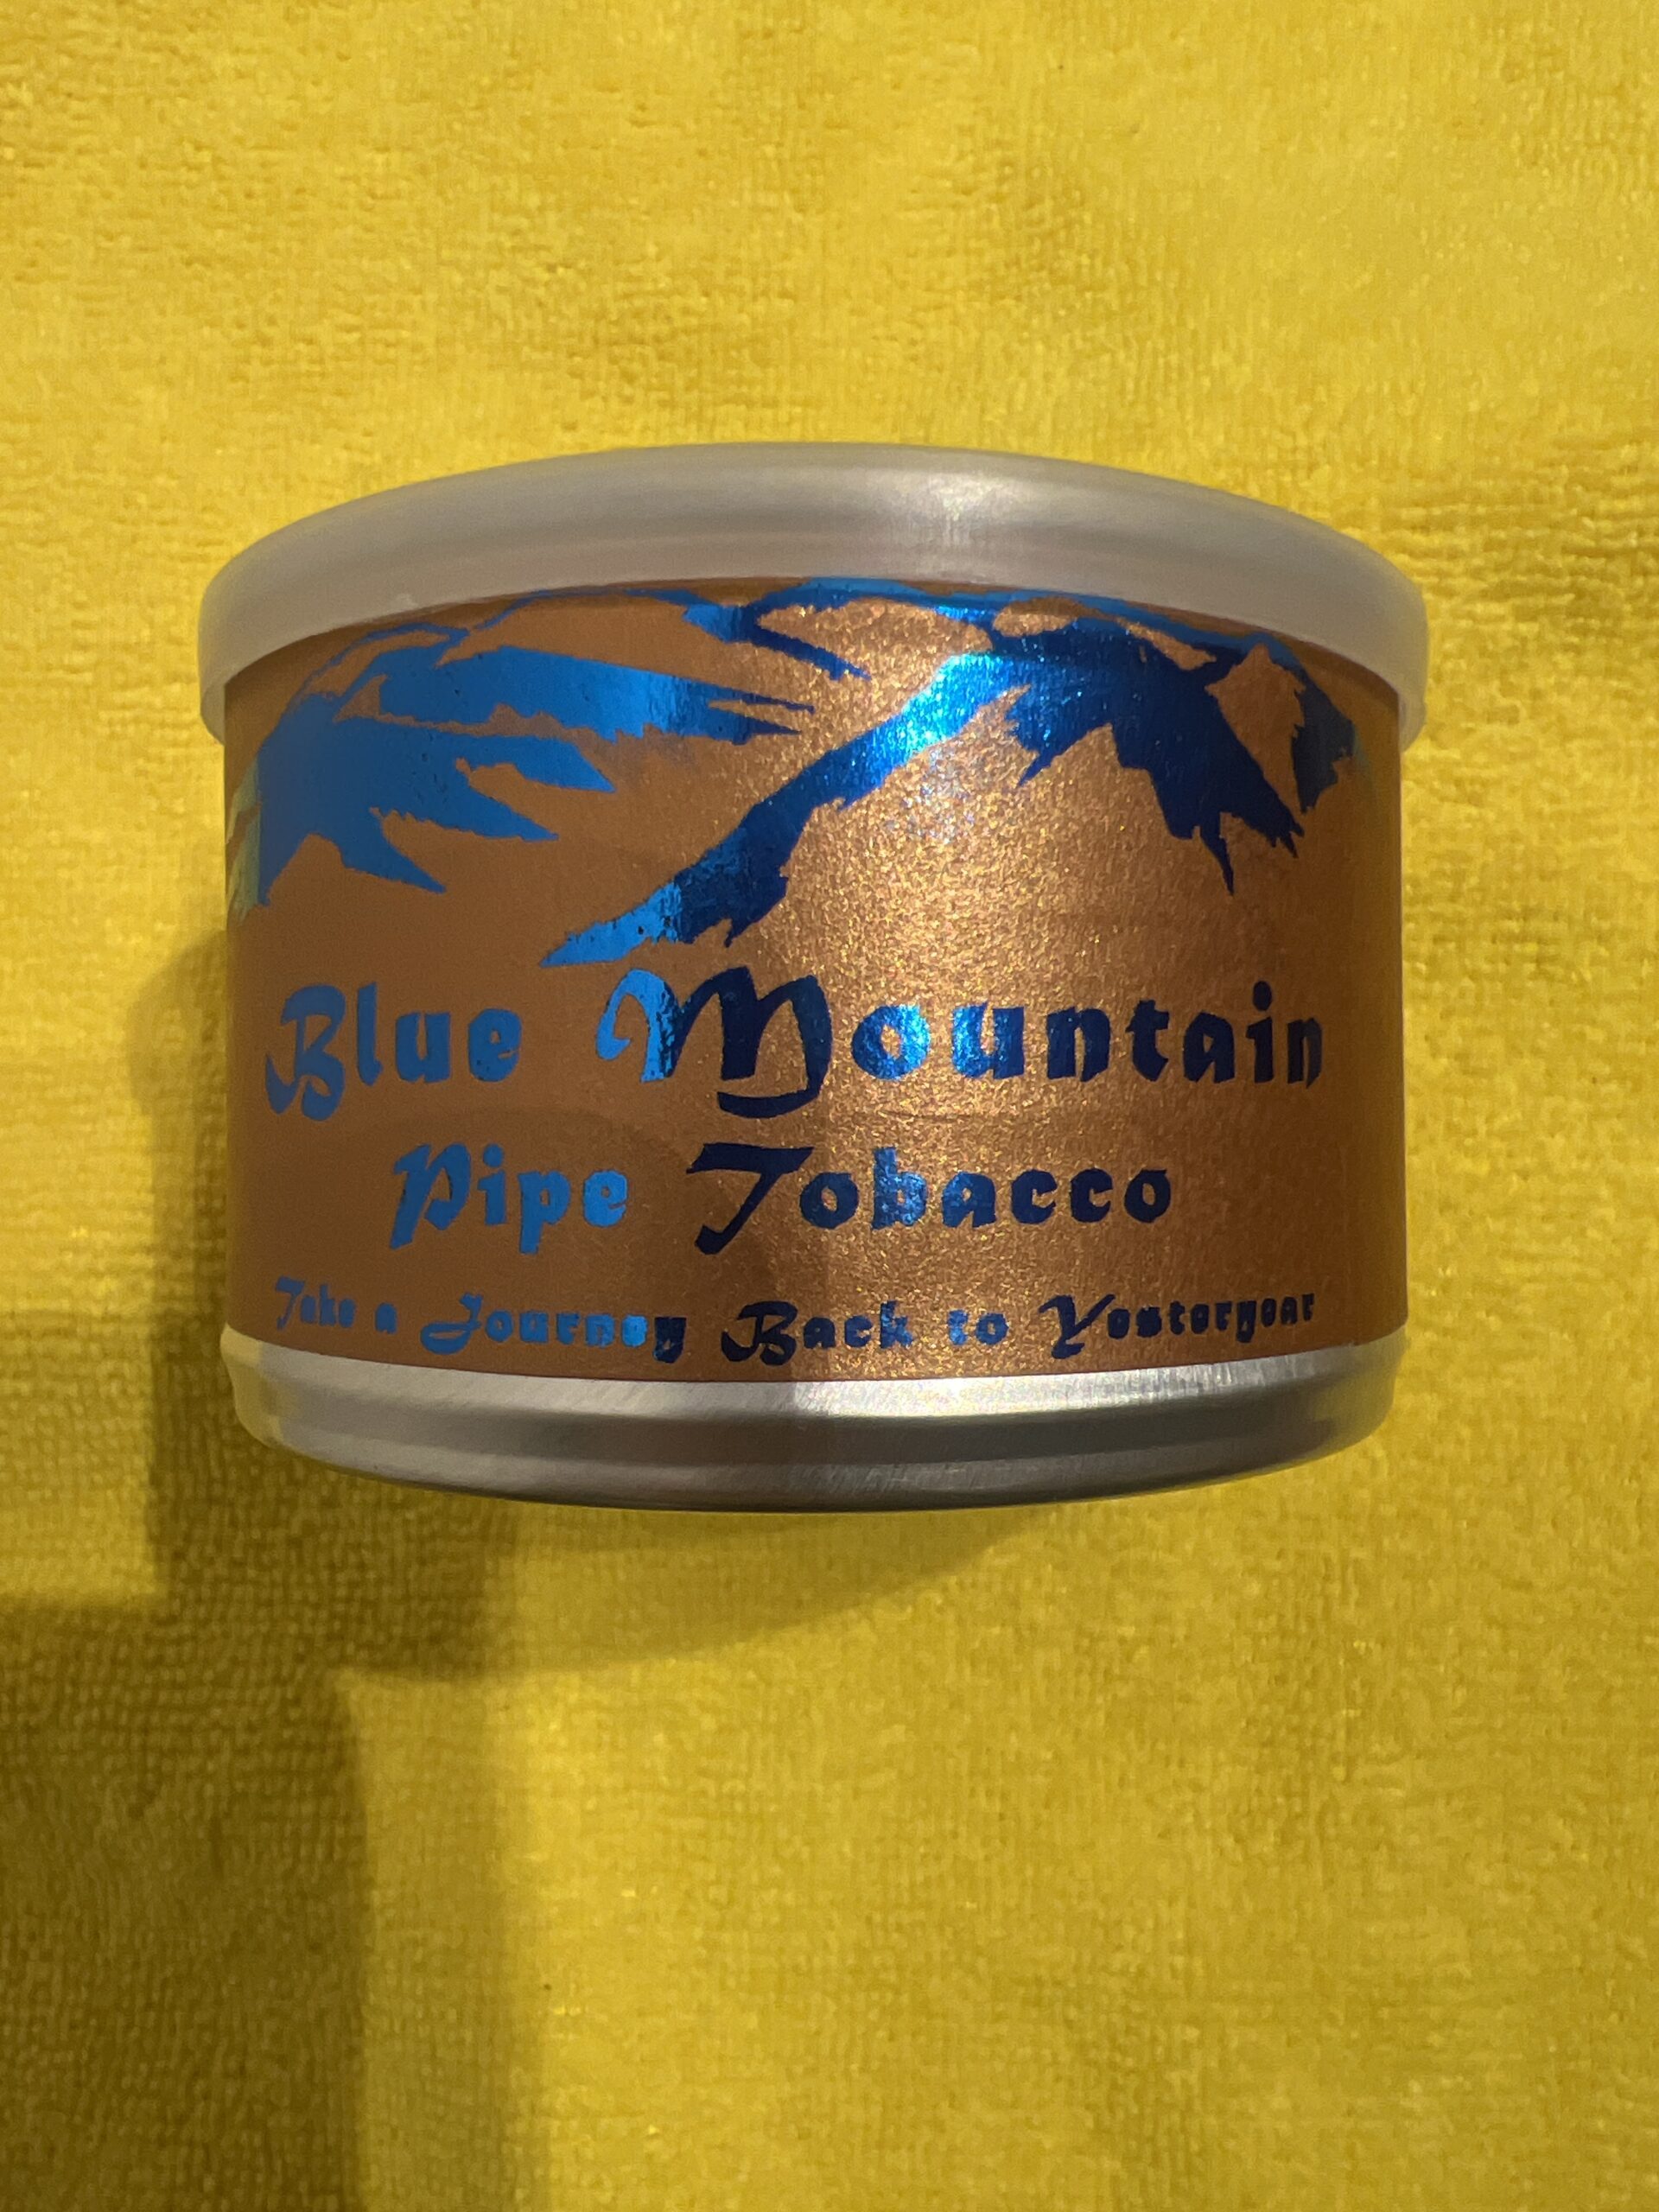 Blue Mountain
Pipe Tobacco
Take a Journey Back to Yesteryear